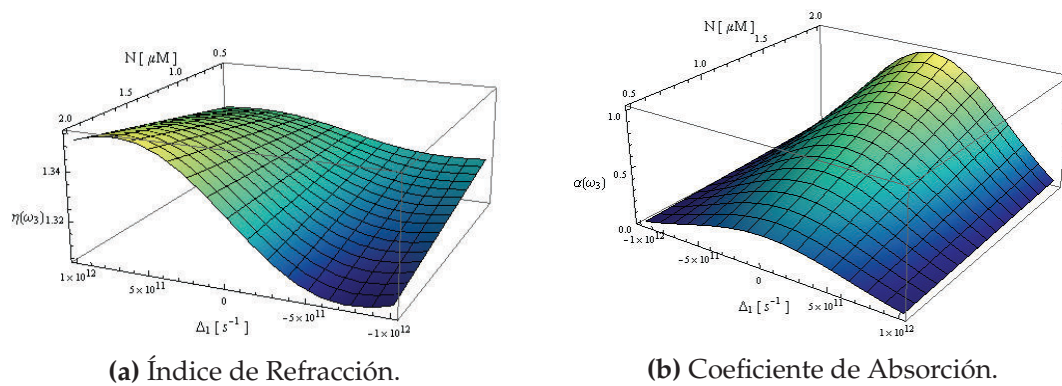 N [ μM ]
0.5
1.0
1.5
2.0
1.34
η(ω₃)
1.32
1×10¹²
5×10¹¹
0
-5×10¹¹
-1×10¹²
Δ₁ [ s⁻¹ ]
(a) Índice de Refracción.
2.0
N [ μM ]
1.5
1.0
0.5
1.0
0.5
α(ω₃)
0.0
-1×10¹²
-5×10¹¹
0
5×10¹¹
1×10¹²
Δ₁ [ s⁻¹ ]
(b) Coeficiente de Absorción.